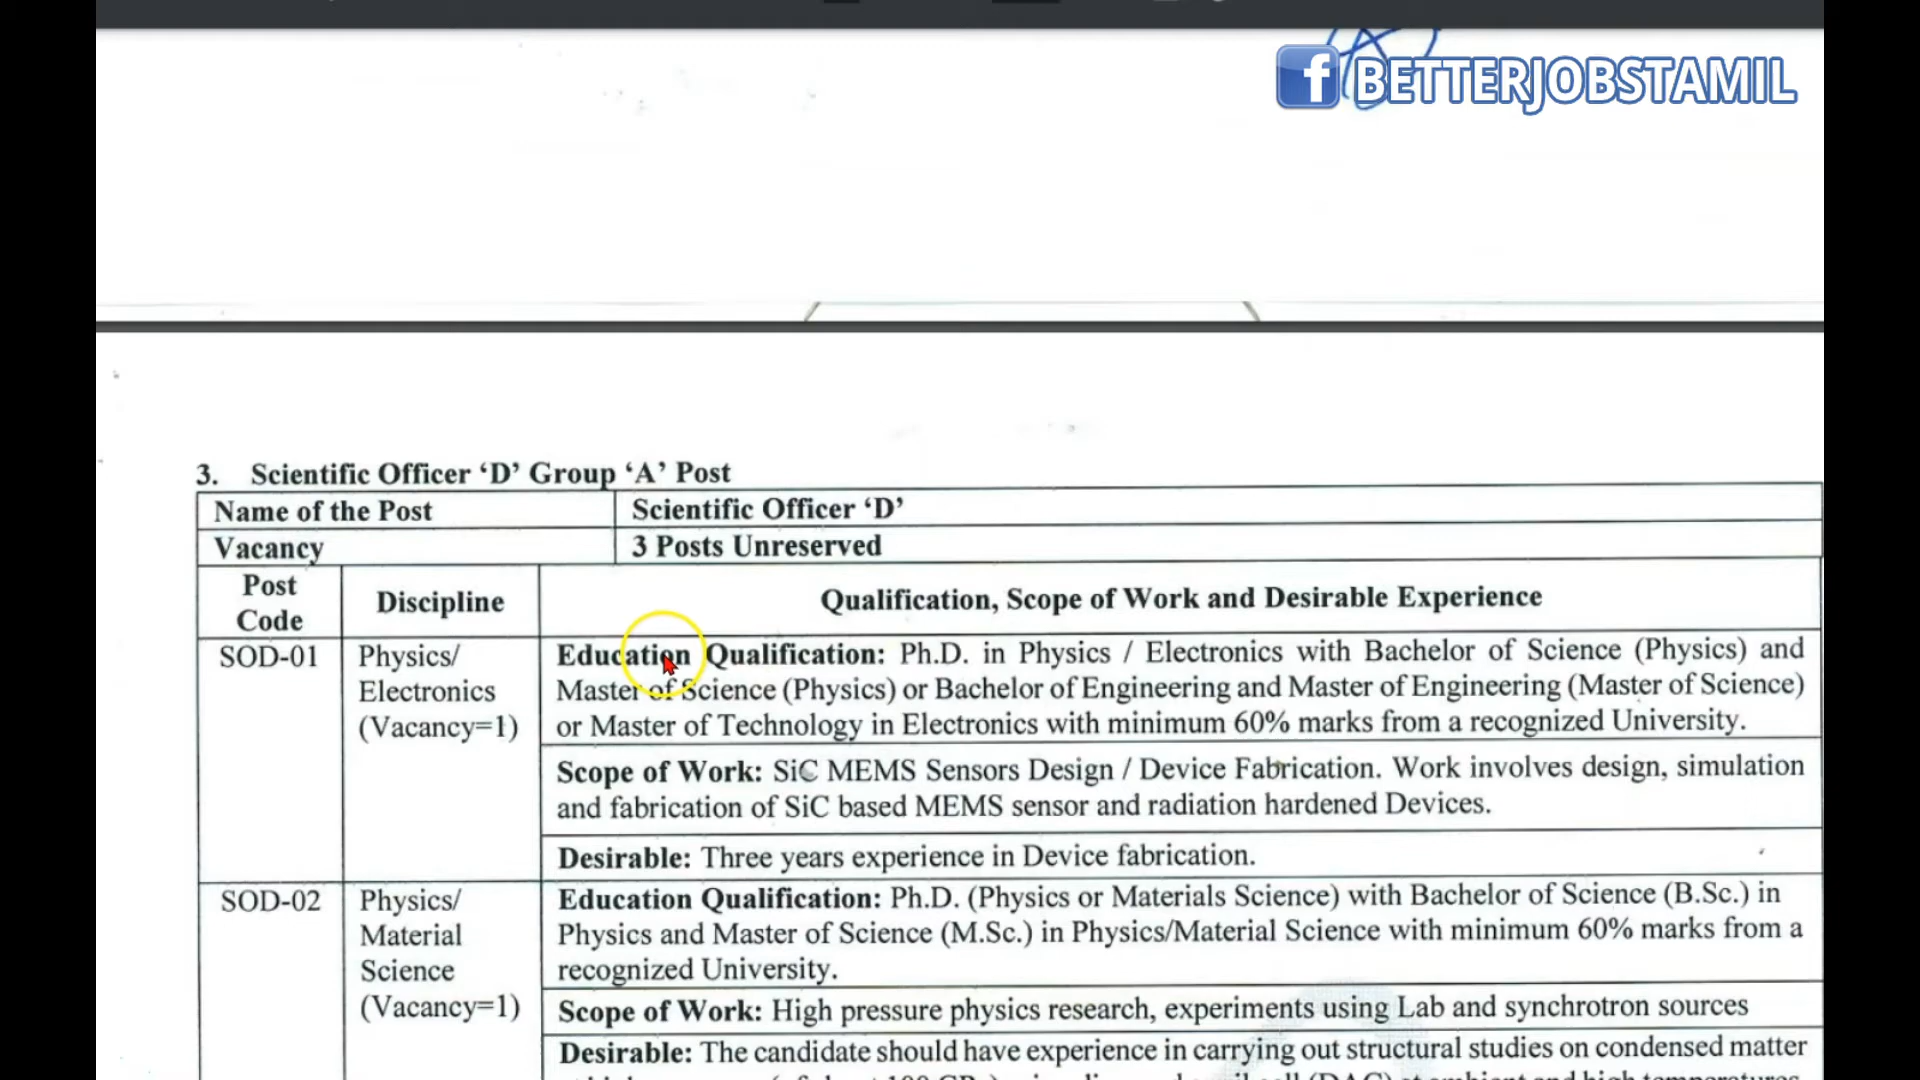 BETTERJOBSTAMIL
3. Scientific Officer ‘D’ Group ‘A’ Post
Name of the Post Scientific Officer ‘D’
Vacancy 3 Posts Unreserved
Post Code Discipline Qualification, Scope of Work and Desirable Experience
SOD-01 Physics/
Electronics
(Vacancy=1)
Education Qualification: Ph.D. in Physics / Electronics with Bachelor of Science (Physics) and
Master of Science (Physics) or Bachelor of Engineering and Master of Engineering (Master of Science)
or Master of Technology in Electronics with minimum 60% marks from a recognized University.
Scope of Work: SiC MEMS Sensors Design / Device Fabrication. Work involves design, simulation
and fabrication of SiC based MEMS sensor and radiation hardened Devices.
Desirable: Three years experience in Device fabrication.
SOD-02 Physics/
Material
Science
(Vacancy=1)
Education Qualification: Ph.D. (Physics or Materials Science) with Bachelor of Science (B.Sc.) in
Physics and Master of Science (M.Sc.) in Physics/Material Science with minimum 60% marks from a
recognized University.
Scope of Work: High pressure physics research, experiments using Lab and synchrotron sources
Desirable: The candidate should have experience in carrying out structural studies on condensed matter